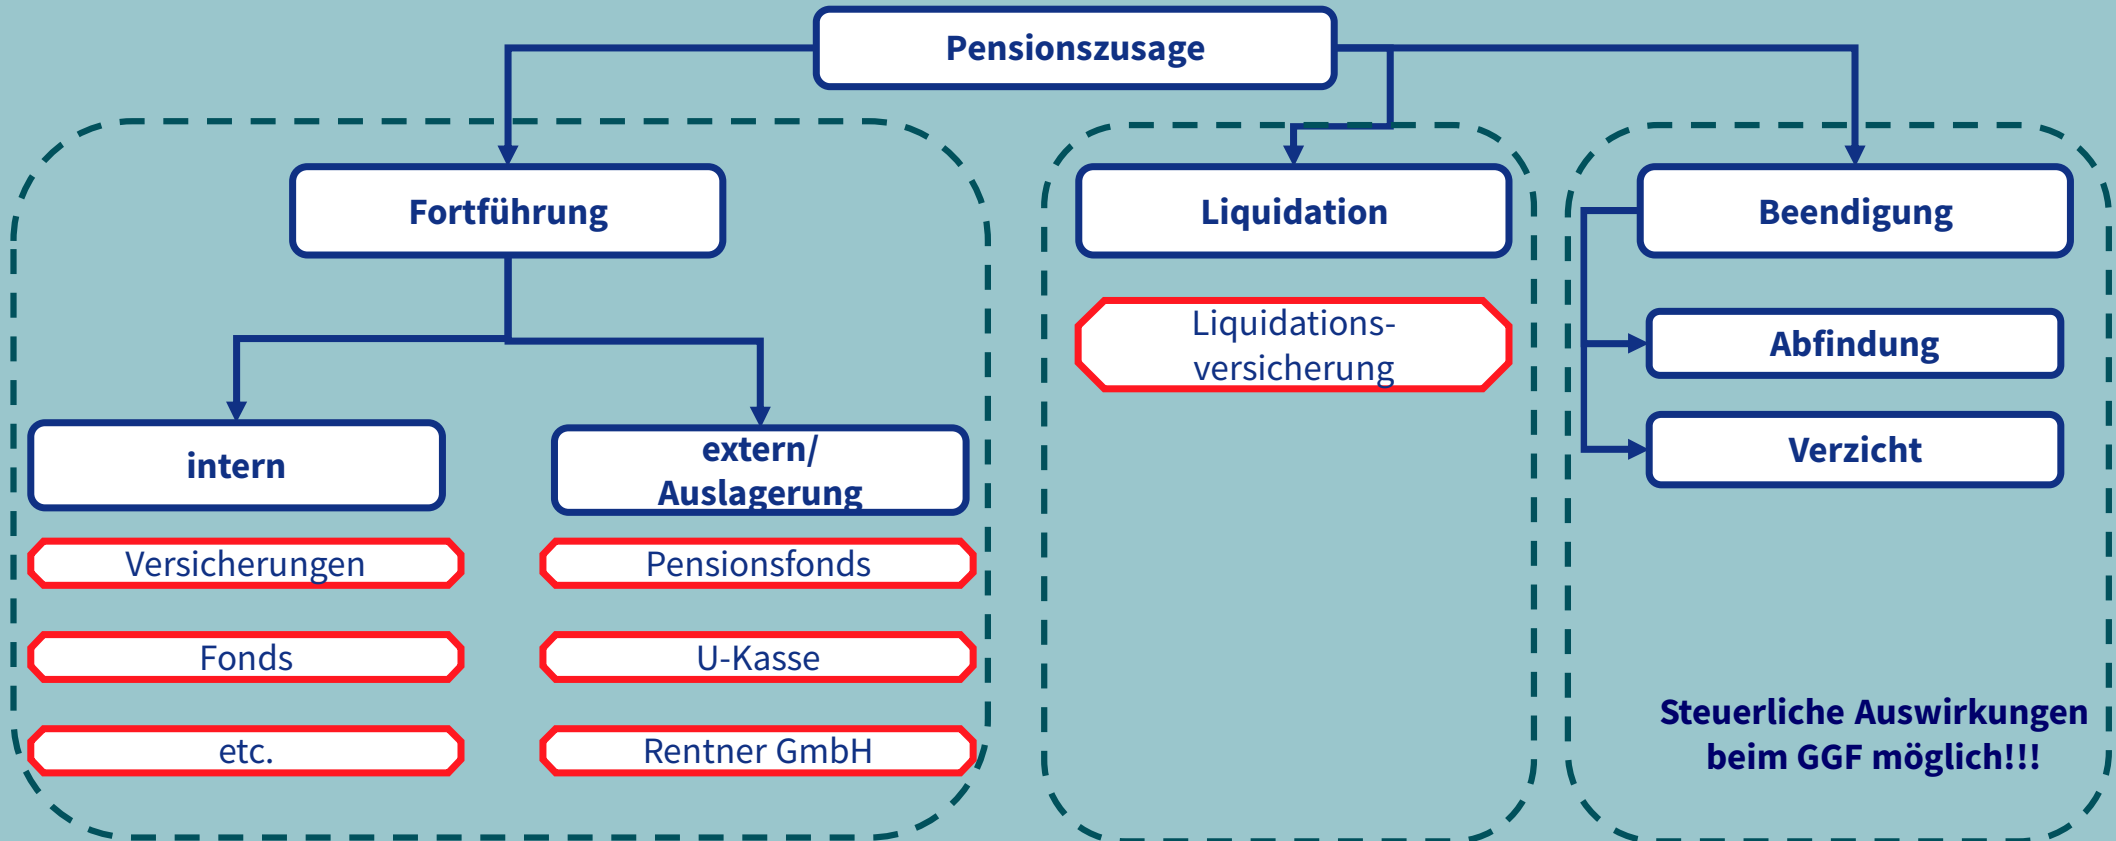 Pensionszusage
Fortführung
intern
Versicherungen
Fonds
etc.
extern/
Auslagerung
Pensionsfonds
U-Kasse
Rentner GmbH
Liquidation
Liquidations-
versicherung
Beendigung
Abfindung
Verzicht
Steuerliche Auswirkungen
beim GGF möglich!!!